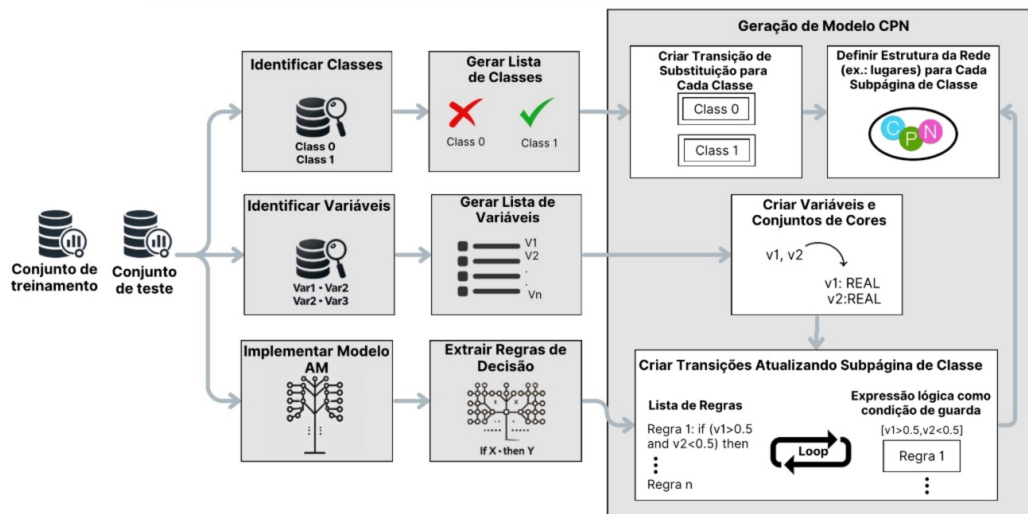 Geração de Modelo CPN
Identificar Classes
Class 0
Class 1
Gerar Lista
de Classes
Class 0
Class 1
Criar Transição de
Substituição para
Cada Classe
Class 0
Class 1
Definir Estrutura da Rede
(ex.: lugares) para Cada
Subpágina de Classe
C
P
N
Conjunto de
treinamento
Conjunto
de teste
Identificar Variáveis
Var1 · Var2
Var2 · Var3
Gerar Lista de
Variáveis
V1
V2
.
.
Vn
Criar Variáveis e
Conjuntos de Cores
v1, v2
v1: REAL
v2:REAL
Implementar Modelo
AM
Extrair Regras de
Decisão
x
x
If X · then Y
Criar Transições Atualizando Subpágina de Classe
Lista de Regras
Regra 1: if (v1>0.5
and v2<0.5) then
Regra n
Loop
Expressão lógica como
condição de guarda
[v1>0.5,v2<0.5]
Regra 1